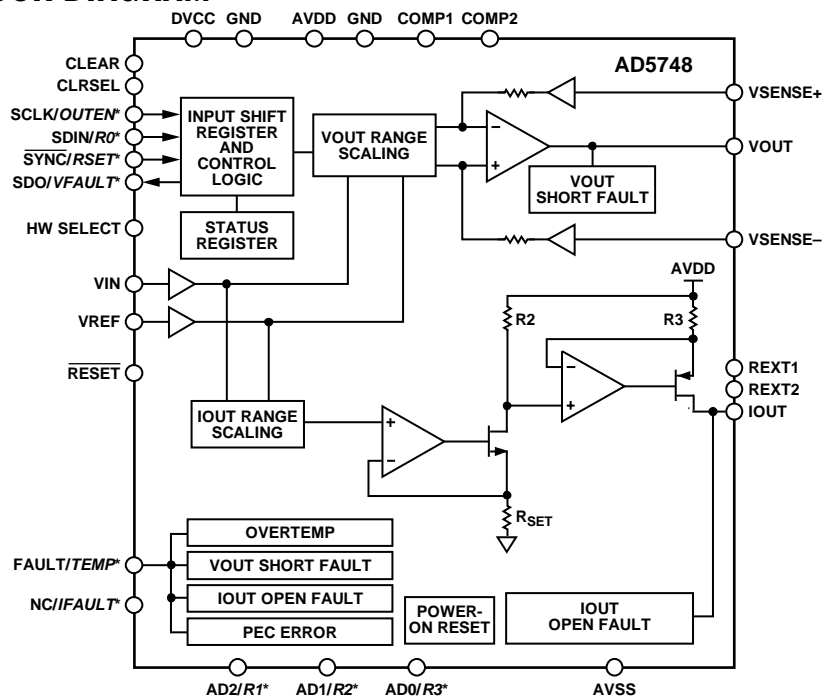 DVCC GND AVDD GND COMP1 COMP2
AD5748
CLEAR
CLRSEL
SCLK/OUTEN*
SDIN/R0*
SYNC/RSET*
SDO/VFAULT*
HW SELECT
VIN
VREF
RESET
INPUT SHIFT
REGISTER
AND
CONTROL
LOGIC
STATUS
REGISTER
VOUT RANGE
SCALING
−
+
VOUT
SHORT FAULT
VSENSE+
VOUT
VSENSE−
AVDD
R2
R3
−
+
REXT1
REXT2
IOUT
IOUT RANGE
SCALING
+
−
RSET
FAULT/TEMP*
NC/IFAULT*
OVERTEMP
VOUT SHORT FAULT
IOUT OPEN FAULT
PEC ERROR
POWER-
ON RESET
IOUT
OPEN FAULT
AD2/R1* AD1/R2* AD0/R3* AVSS